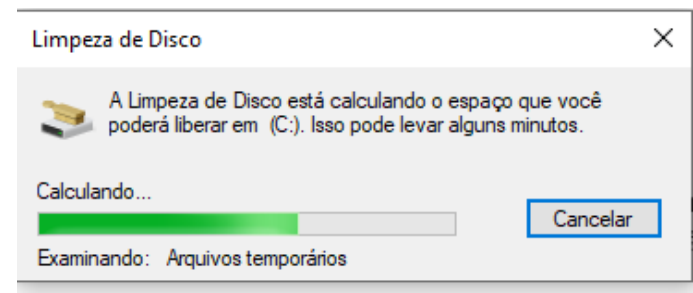 Limpeza de Disco
A Limpeza de Disco está calculando o espaço que você
poderá liberar em  (C:). Isso pode levar alguns minutos.
Calculando...
Cancelar
Examinando:   Arquivos temporários